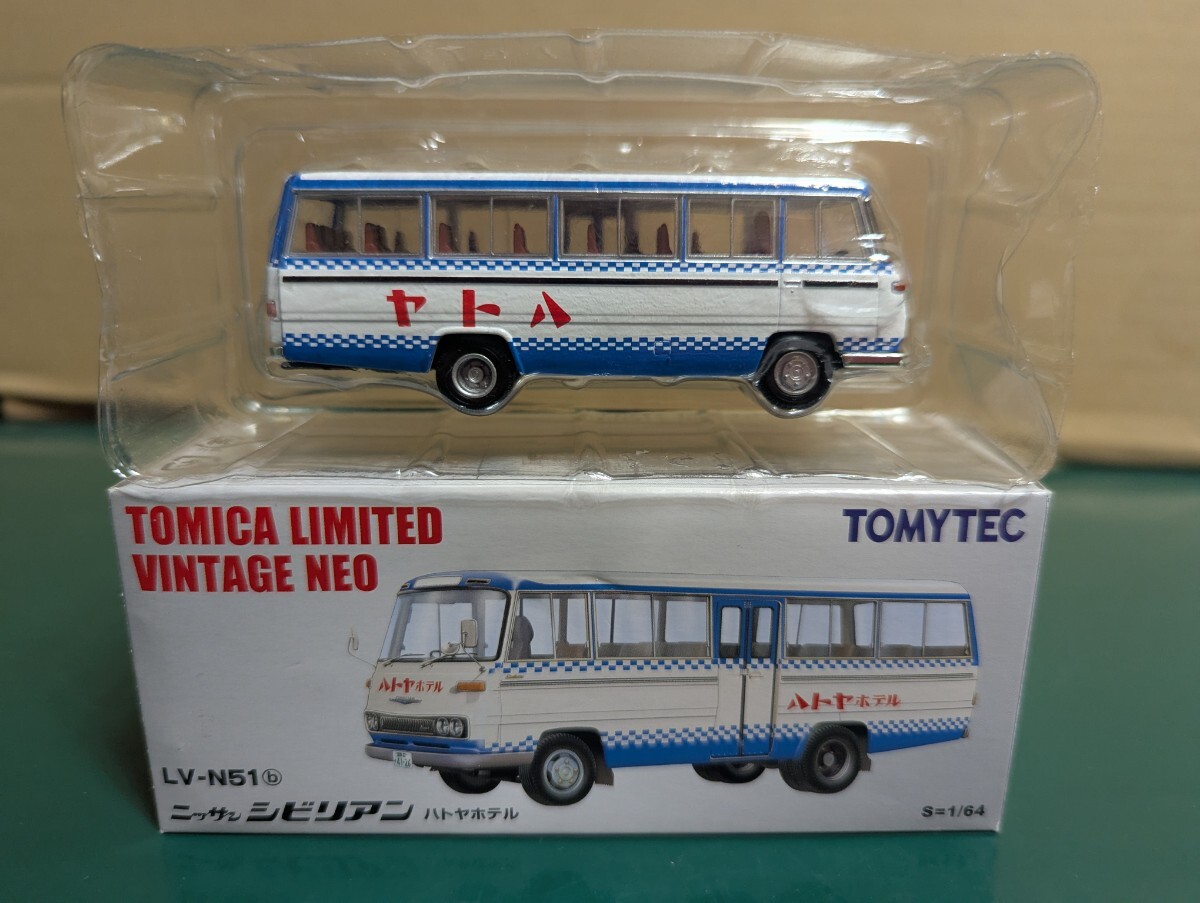 ヤトハ
TOMICA LIMITED
VINTAGE NEO
TOMYTEC
ハトヤホテル
ハトヤホテル
41-26
LV-N51ⓑ
ニッサン シビリアン ハトヤホテル
S=1/64